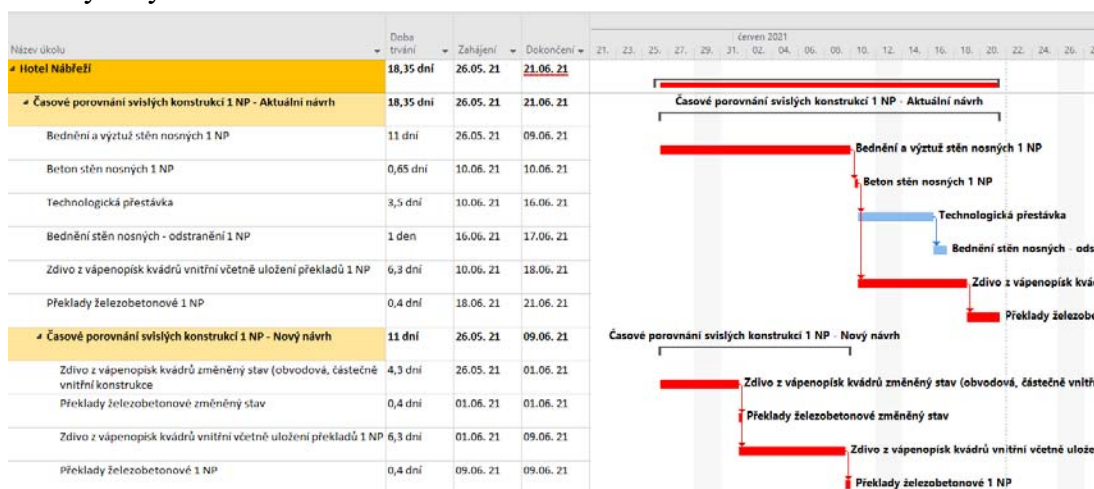 Název úkolu Doba trvání Zahájení Dokončení
červen 2021
21. 23. 25. 27. 29. 31. 02. 04. 06. 08. 10. 12. 14. 16. 18. 20. 22. 24. 26.
Hotel Nábřeží 18,35 dní 26.05. 21 21.06. 21
Časové porovnání svislých konstrukcí 1 NP - Aktuální návrh 18,35 dní 26.05. 21 21.06. 21 Časové porovnání svislých konstrukcí 1 NP - Aktuální návrh
Bednění a výztuž stěn nosných 1 NP 11 dní 26.05. 21 09.06. 21 Bednění a výztuž stěn nosných 1 NP
Beton stěn nosných 1 NP 0,65 dní 10.06. 21 10.06. 21 Beton stěn nosných 1 NP
Technologická přestávka 3,5 dní 10.06. 21 16.06. 21 Technologická přestávka
Bednění stěn nosných - odstranění 1 NP 1 den 16.06. 21 17.06. 21 Bednění stěn nosných - ods
Zdivo z vápenopísk kvádrů vnitřní včetně uložení překladů 1 NP 6,3 dní 10.06. 21 18.06. 21 Zdivo z vápenopísk kvá
Překlady železobetonové 1 NP 0,4 dní 18.06. 21 21.06. 21 Překlady železobe
Časové porovnání svislých konstrukcí 1 NP - Nový návrh 11 dní 26.05. 21 09.06. 21 Časové porovnání svislých konstrukcí 1 NP - Nový návrh
Zdivo z vápenopísk kvádrů změněný stav (obvodová, částečně 4,3 dní 26.05. 21 01.06. 21 Zdivo z vápenopísk kvádrů změněný stav (obvodová, částečně vnitř
vnitřní konstrukce
Překlady železobetonové změněný stav 0,4 dní 01.06. 21 01.06. 21 Překlady železobetonové změněný stav
Zdivo z vápenopísk kvádrů vnitřní včetně uložení překladů 1 NP 6,3 dní 01.06. 21 09.06. 21 Zdivo z vápenopísk kvádrů vnitřní včetně ulože
Překlady železobetonové 1 NP 0,4 dní 09.06. 21 09.06. 21 Překlady železobetonové 1 NP